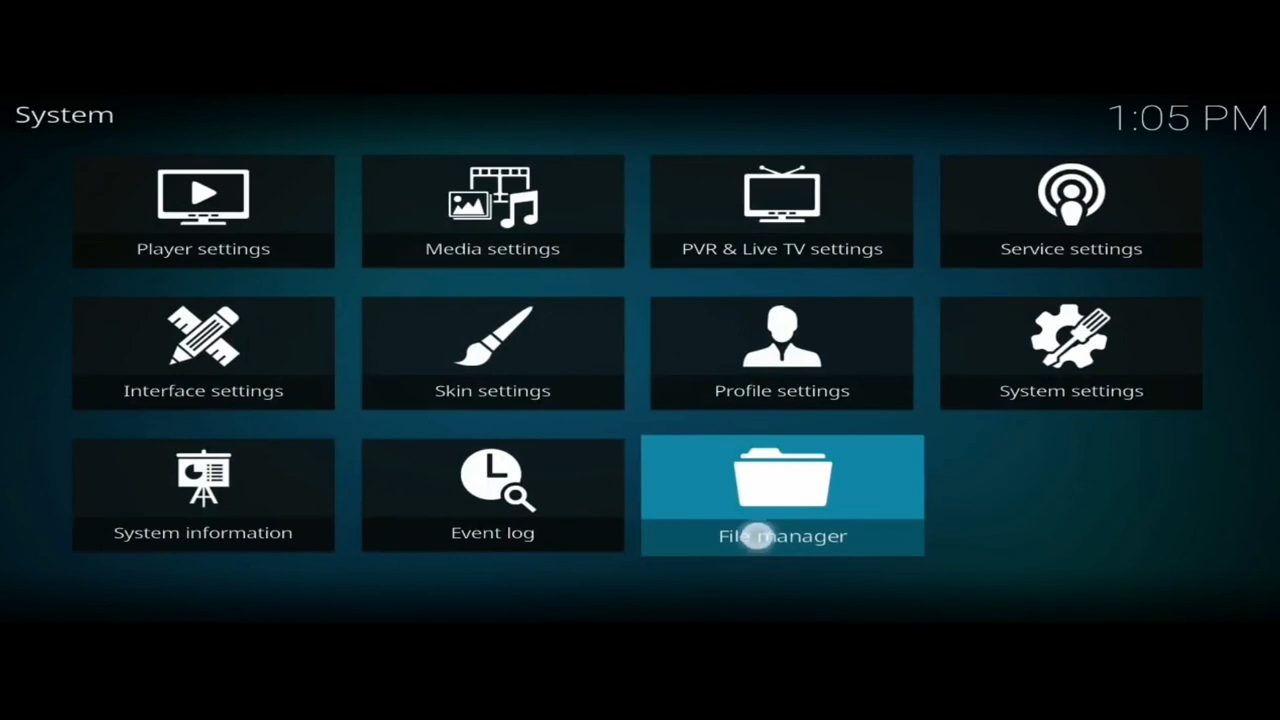 System
1:05 PM
Player settings
Media settings
PVR & Live TV settings
Service settings
Interface settings
Skin settings
Profile settings
System settings
System information
Event log
File manager